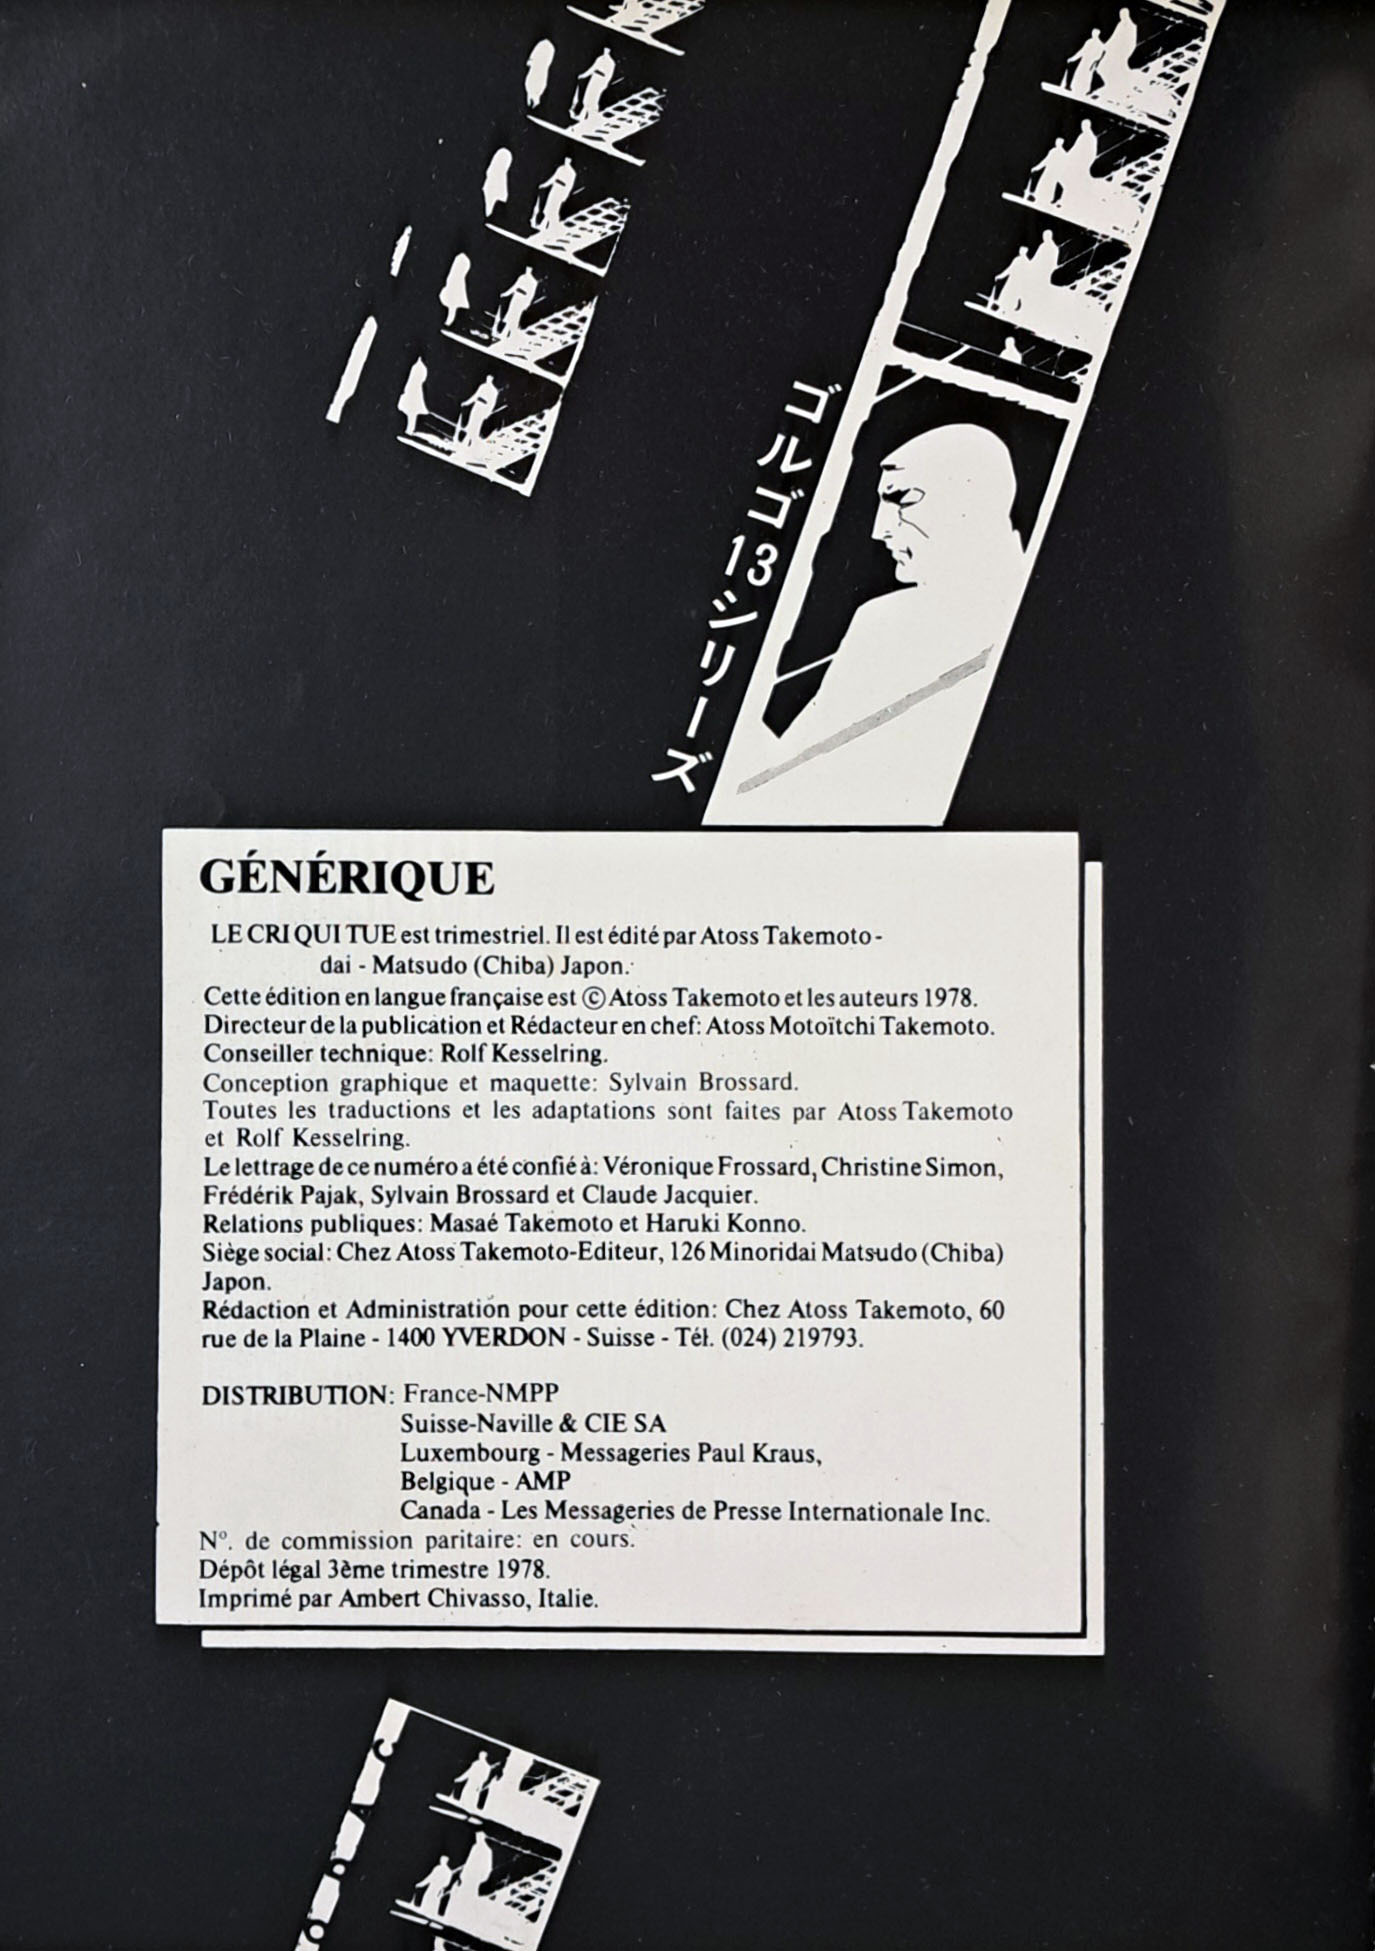 ゴルゴ13シリーズ
GÉNÉRIQUE
LE CRI QUI TUE est trimestriel. Il est édité par Atoss Takemoto -
dai - Matsudo (Chiba) Japon.
Cette édition en langue française est © Atoss Takemoto et les auteurs 1978.
Directeur de la publication et Rédacteur en chef: Atoss Motoïtchi Takemoto.
Conseiller technique: Rolf Kesselring.
Conception graphique et maquette: Sylvain Brossard.
Toutes les traductions et les adaptations sont faites par Atoss Takemoto
et Rolf Kesselring.
Le lettrage de ce numéro a été confié à: Véronique Frossard, Christine Simon,
Frédérik Pajak, Sylvain Brossard et Claude Jacquier.
Relations publiques: Masaé Takemoto et Haruki Konno.
Siège social: Chez Atoss Takemoto-Editeur, 126 Minoridai Matsudo (Chiba)
Japon.
Rédaction et Administration pour cette édition: Chez Atoss Takemoto, 60
rue de la Plaine - 1400 YVERDON - Suisse - Tél. (024) 219793.
DISTRIBUTION: France-NMPP
Suisse-Naville & CIE SA
Luxembourg - Messageries Paul Kraus,
Belgique - AMP
Canada - Les Messageries de Presse Internationale Inc.
N°. de commission paritaire: en cours.
Dépôt légal 3ème trimestre 1978.
Imprimé par Ambert Chivasso, Italie.